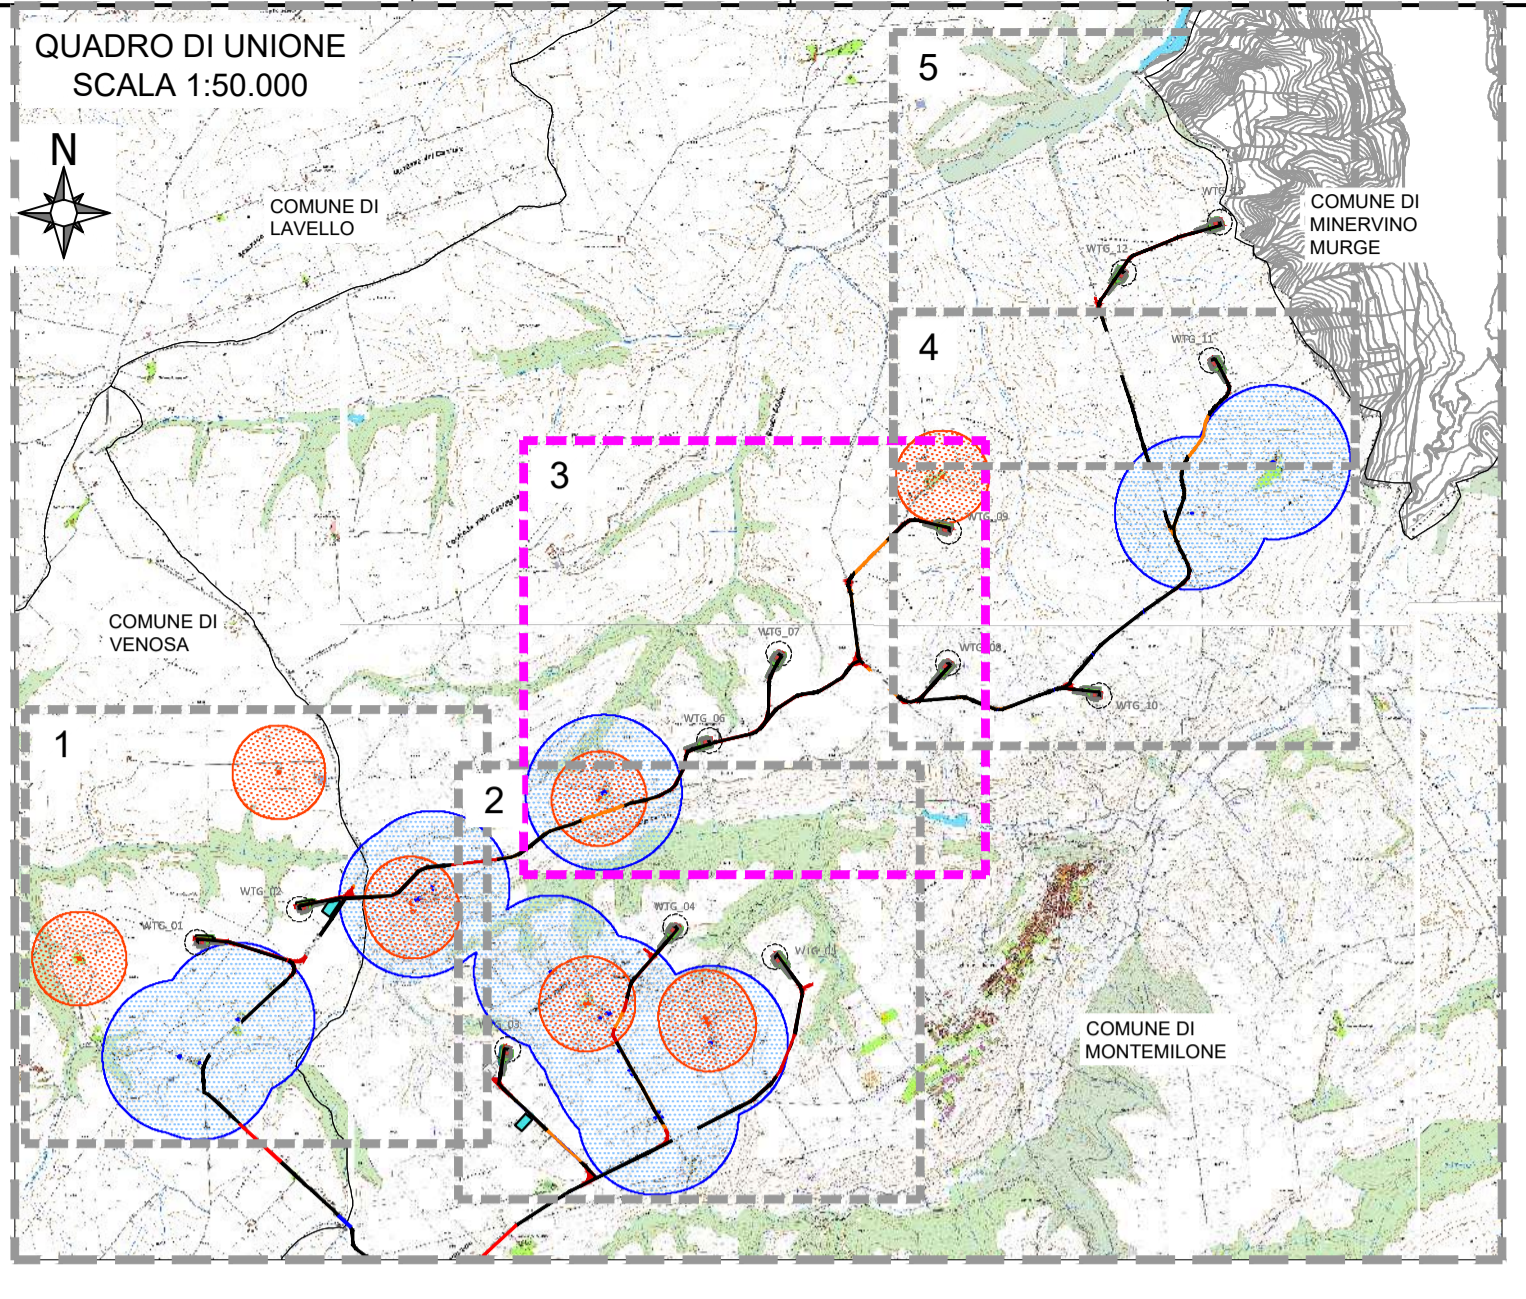 QUADRO DI UNIONE
SCALA 1:50.000
N
COMUNE DI
LAVELLO
5
COMUNE DI
MINERVINO
MURGE
WTG_12
4
WTG_11
3
WTG_09
COMUNE DI
VENOSA
WTG_07
WTG_08
WTG_10
WTG_06
1
2
WTG_02
WTG_01
WTG_04
COMUNE DI
MONTEMILONE